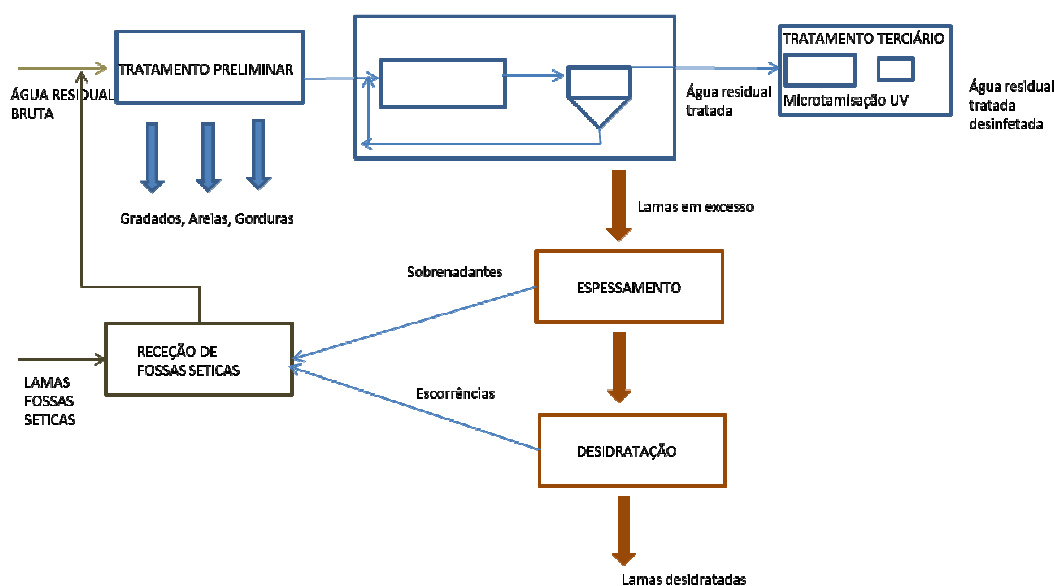 TRATAMENTO PRELIMINAR
ÁGUA RESIDUAL
BRUTA
Gradados, Areias, Gorduras
Água residual
tratada
TRATAMENTO TERCIÁRIO
Microtamisação UV
Água residual
tratada
desinfetada
Lamas em excesso
Sobrenadantes
ESPESSAMENTO
RECEÇÃO DE
FOSSAS SETICAS
LAMAS
FOSSAS
SETICAS
Escorrências
DESIDRATAÇÃO
Lamas desidratadas